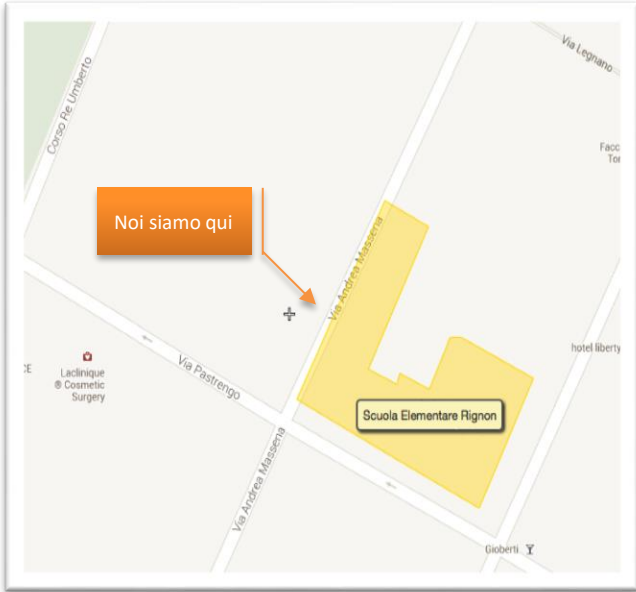 Via Legnano
Corso Re Umberto
Facc
Tor
Noi siamo qui
Via Andrea Massena
hotel liberty
CE
Laclinique
® Cosmetic
Surgery
Via Pastrengo
Scuola Elementare Rignon
Via Andrea Massena
Gioberti